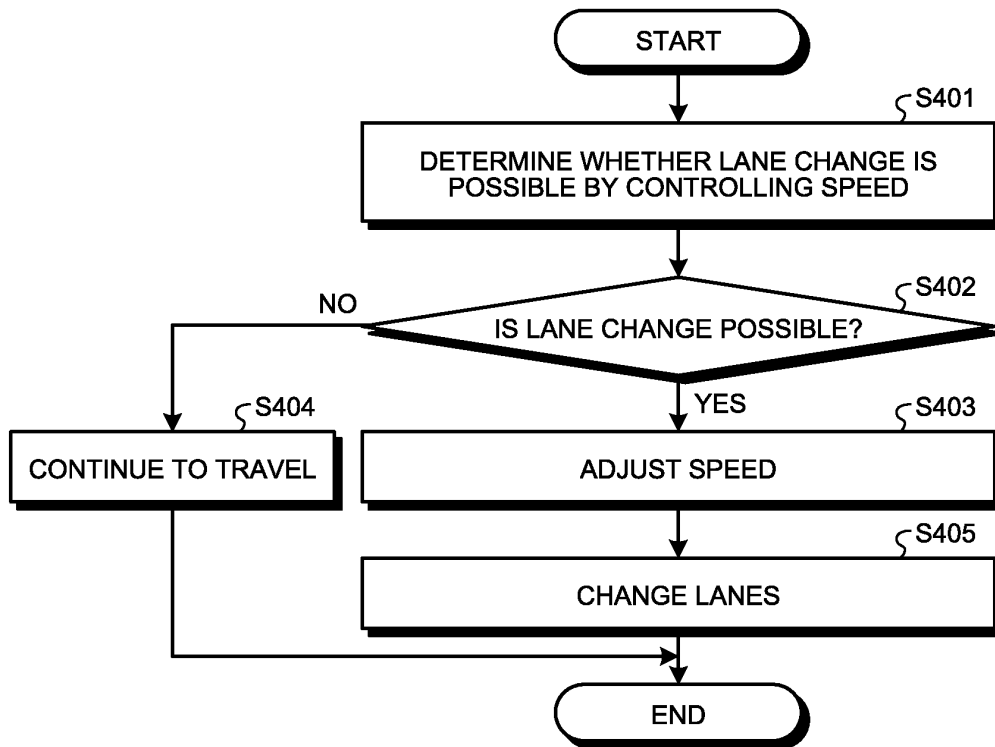 START
S401
DETERMINE WHETHER LANE CHANGE IS
POSSIBLE BY CONTROLLING SPEED
S402
NO
IS LANE CHANGE POSSIBLE?
YES
S404
S403
CONTINUE TO TRAVEL
ADJUST SPEED
S405
CHANGE LANES
END